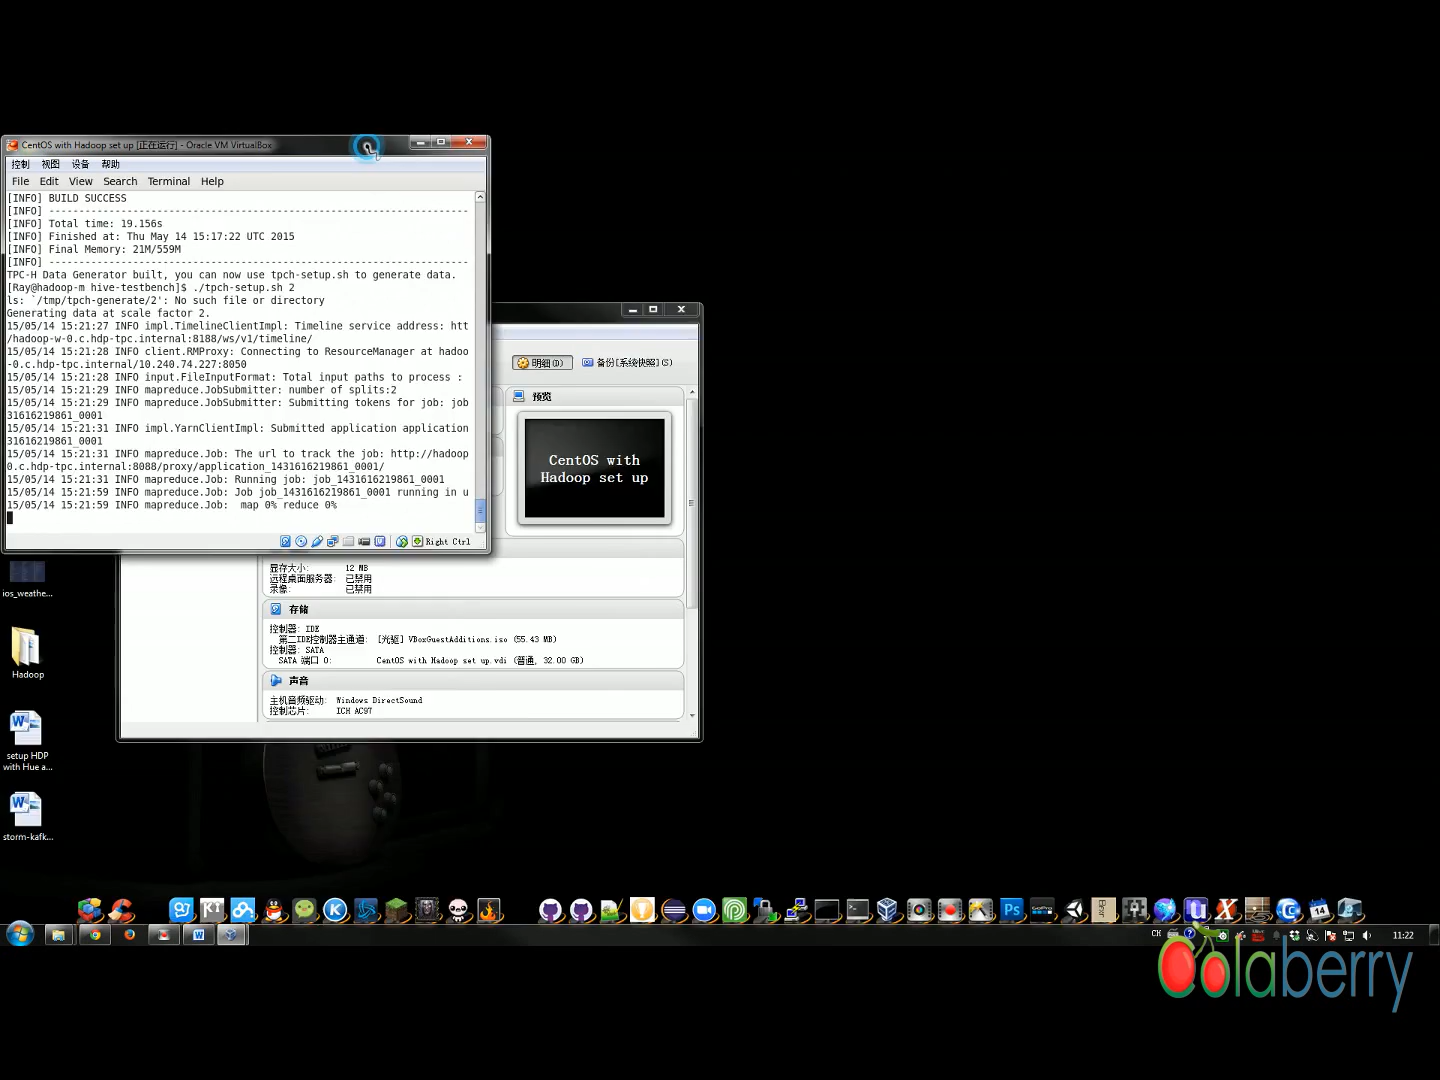 CentOS with Hadoop set up [正在运行] - Oracle VM VirtualBox
控制 视图 设备 帮助
File Edit View Search Terminal Help
[INFO] BUILD SUCCESS
[INFO] ------------------------------------------------------------------------
[INFO] Total time: 19.156s
[INFO] Finished at: Thu May 14 15:17:22 UTC 2015
[INFO] Final Memory: 21M/559M
[INFO] ------------------------------------------------------------------------
TPC-H Data Generator built, you can now use tpch-setup.sh to generate data.
[Ray@hadoop-m hive-testbench]$ ./tpch-setup.sh 2
ls: `/tmp/tpch-generate/2': No such file or directory
Generating data at scale factor 2.
15/05/14 15:21:27 INFO impl.TimelineClientImpl: Timeline service address: htt
/hadoop-w-0.c.hdp-tpc.internal:8188/ws/v1/timeline/
15/05/14 15:21:28 INFO client.RMProxy: Connecting to ResourceManager at hadoo
-0.c.hdp-tpc.internal/10.240.74.227:8050
15/05/14 15:21:28 INFO input.FileInputFormat: Total input paths to process :
15/05/14 15:21:29 INFO mapreduce.JobSubmitter: number of splits:2
15/05/14 15:21:29 INFO mapreduce.JobSubmitter: Submitting tokens for job: job
31616219861_0001
15/05/14 15:21:31 INFO impl.YarnClientImpl: Submitted application application
31616219861_0001
15/05/14 15:21:31 INFO mapreduce.Job: The url to track the job: http://hadoop
0.c.hdp-tpc.internal:8088/proxy/application_1431616219861_0001/
15/05/14 15:21:31 INFO mapreduce.Job: Running job: job_1431616219861_0001
15/05/14 15:21:59 INFO mapreduce.Job: Job job_1431616219861_0001 running in u
15/05/14 15:21:59 INFO mapreduce.Job:  map 0% reduce 0%
Right Ctrl
明细(D) 备份[系统快照](S)
预览
CentOS with
Hadoop set up
显存大小: 12 MB
远程桌面服务器: 已禁用
录像: 已禁用
存储
控制器: IDE
第二IDE控制器主通道: [光驱] VBoxGuestAdditions.iso (55.43 MB)
控制器: SATA
SATA 端口 0: CentOS with Hadoop set up.vdi (普通, 32.00 GB)
声音
主机音频驱动: Windows DirectSound
控制芯片: ICH AC97
ios_weathe...
Hadoop
setup HDP
with Hue a...
storm-kafk...
Ps
14
CH
11:22
Colaberry